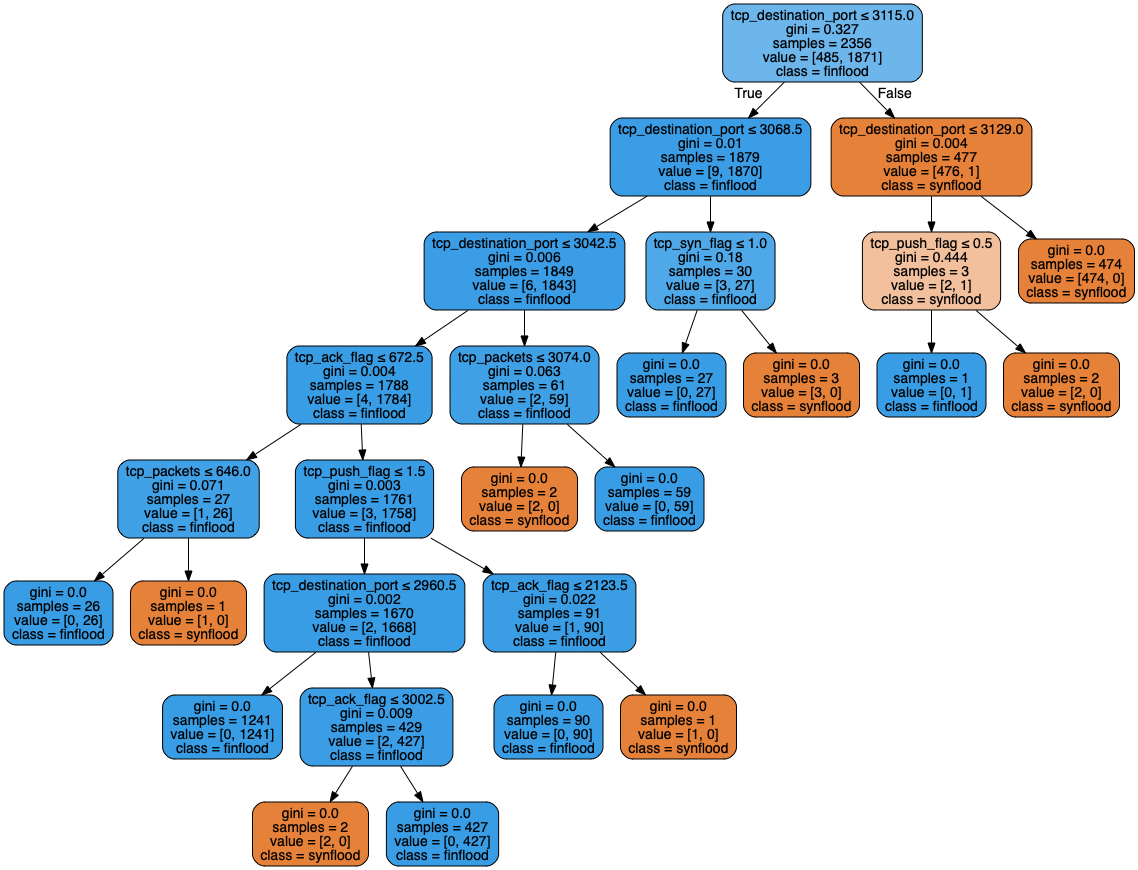 tcp_destination_port ≤ 3115.0
gini = 0.327
samples = 2356
value = [485, 1871]
class = finflood
True
False
tcp_destination_port ≤ 3068.5
gini = 0.01
samples = 1879
value = [9, 1870]
class = finflood
tcp_destination_port ≤ 3129.0
gini = 0.004
samples = 477
value = [476, 1]
class = synflood
tcp_destination_port ≤ 3042.5
gini = 0.006
samples = 1849
value = [6, 1843]
class = finflood
tcp_syn_flag ≤ 1.0
gini = 0.18
samples = 30
value = [3, 27]
class = finflood
tcp_push_flag ≤ 0.5
gini = 0.444
samples = 3
value = [2, 1]
class = synflood
gini = 0.0
samples = 474
value = [474, 0]
class = synflood
tcp_ack_flag ≤ 672.5
gini = 0.004
samples = 1788
value = [4, 1784]
class = finflood
tcp_packets ≤ 3074.0
gini = 0.063
samples = 61
value = [2, 59]
class = finflood
gini = 0.0
samples = 27
value = [0, 27]
class = finflood
gini = 0.0
samples = 3
value = [3, 0]
class = synflood
gini = 0.0
samples = 1
value = [0, 1]
class = finflood
gini = 0.0
samples = 2
value = [2, 0]
class = synflood
tcp_packets ≤ 646.0
gini = 0.071
samples = 27
value = [1, 26]
class = finflood
tcp_push_flag ≤ 1.5
gini = 0.003
samples = 1761
value = [3, 1758]
class = finflood
gini = 0.0
samples = 2
value = [2, 0]
class = synflood
gini = 0.0
samples = 59
value = [0, 59]
class = finflood
gini = 0.0
samples = 26
value = [0, 26]
class = finflood
gini = 0.0
samples = 1
value = [1, 0]
class = synflood
tcp_destination_port ≤ 2960.5
gini = 0.002
samples = 1670
value = [2, 1668]
class = finflood
tcp_ack_flag ≤ 2123.5
gini = 0.022
samples = 91
value = [1, 90]
class = finflood
gini = 0.0
samples = 1241
value = [0, 1241]
class = finflood
tcp_ack_flag ≤ 3002.5
gini = 0.009
samples = 429
value = [2, 427]
class = finflood
gini = 0.0
samples = 90
value = [0, 90]
class = finflood
gini = 0.0
samples = 1
value = [1, 0]
class = synflood
gini = 0.0
samples = 2
value = [2, 0]
class = synflood
gini = 0.0
samples = 427
value = [0, 427]
class = finflood